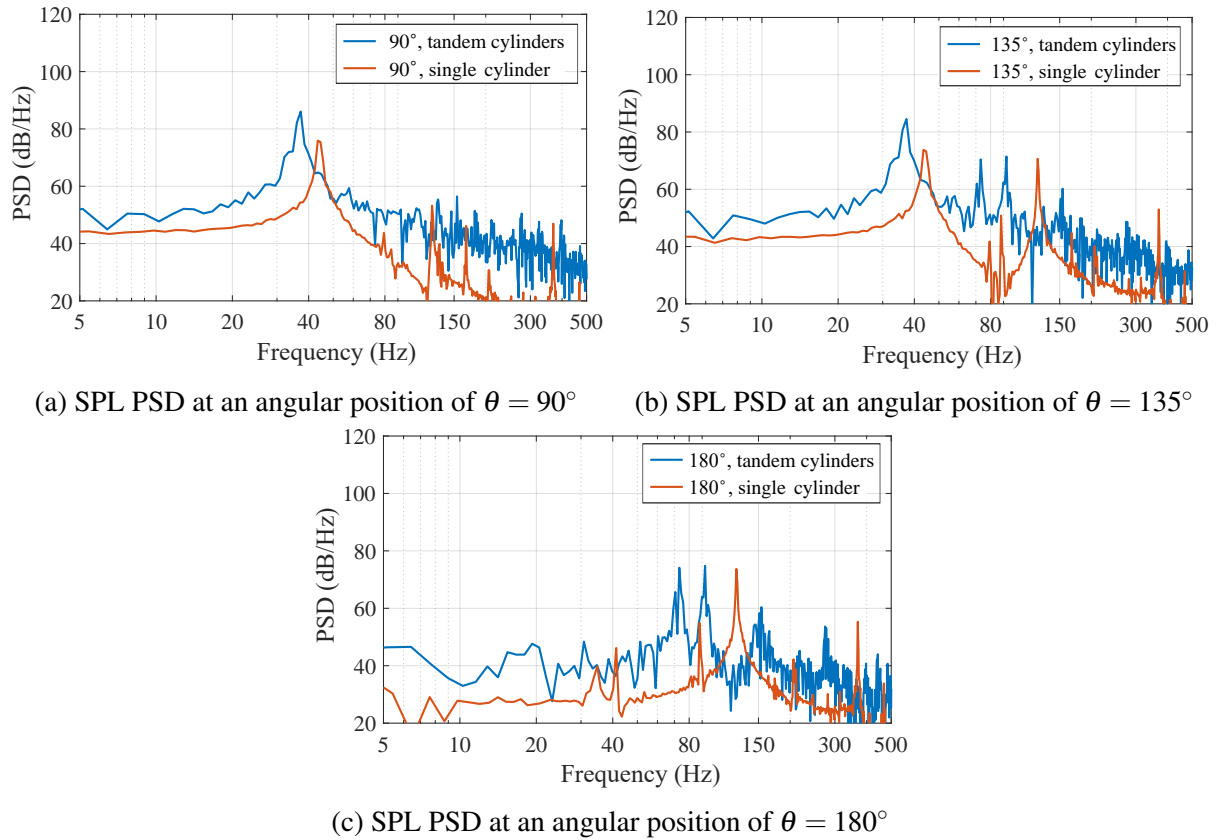 120
100
80
60
40
20
PSD (dB/Hz)
90°, tandem cylinders
90°, single cylinder
5 10 20 40 80 150 300 500
Frequency (Hz)
120
100
80
60
40
20
PSD (dB/Hz)
135°, tandem cylinders
135°, single cylinder
5 10 20 40 80 150 300 500
Frequency (Hz)
(a) SPL PSD at an angular position of θ = 90°
(b) SPL PSD at an angular position of θ = 135°
120
100
80
60
40
20
PSD (dB/Hz)
180°, tandem cylinders
180°, single cylinder
5 10 20 40 80 150 300 500
Frequency (Hz)
(c) SPL PSD at an angular position of θ = 180°